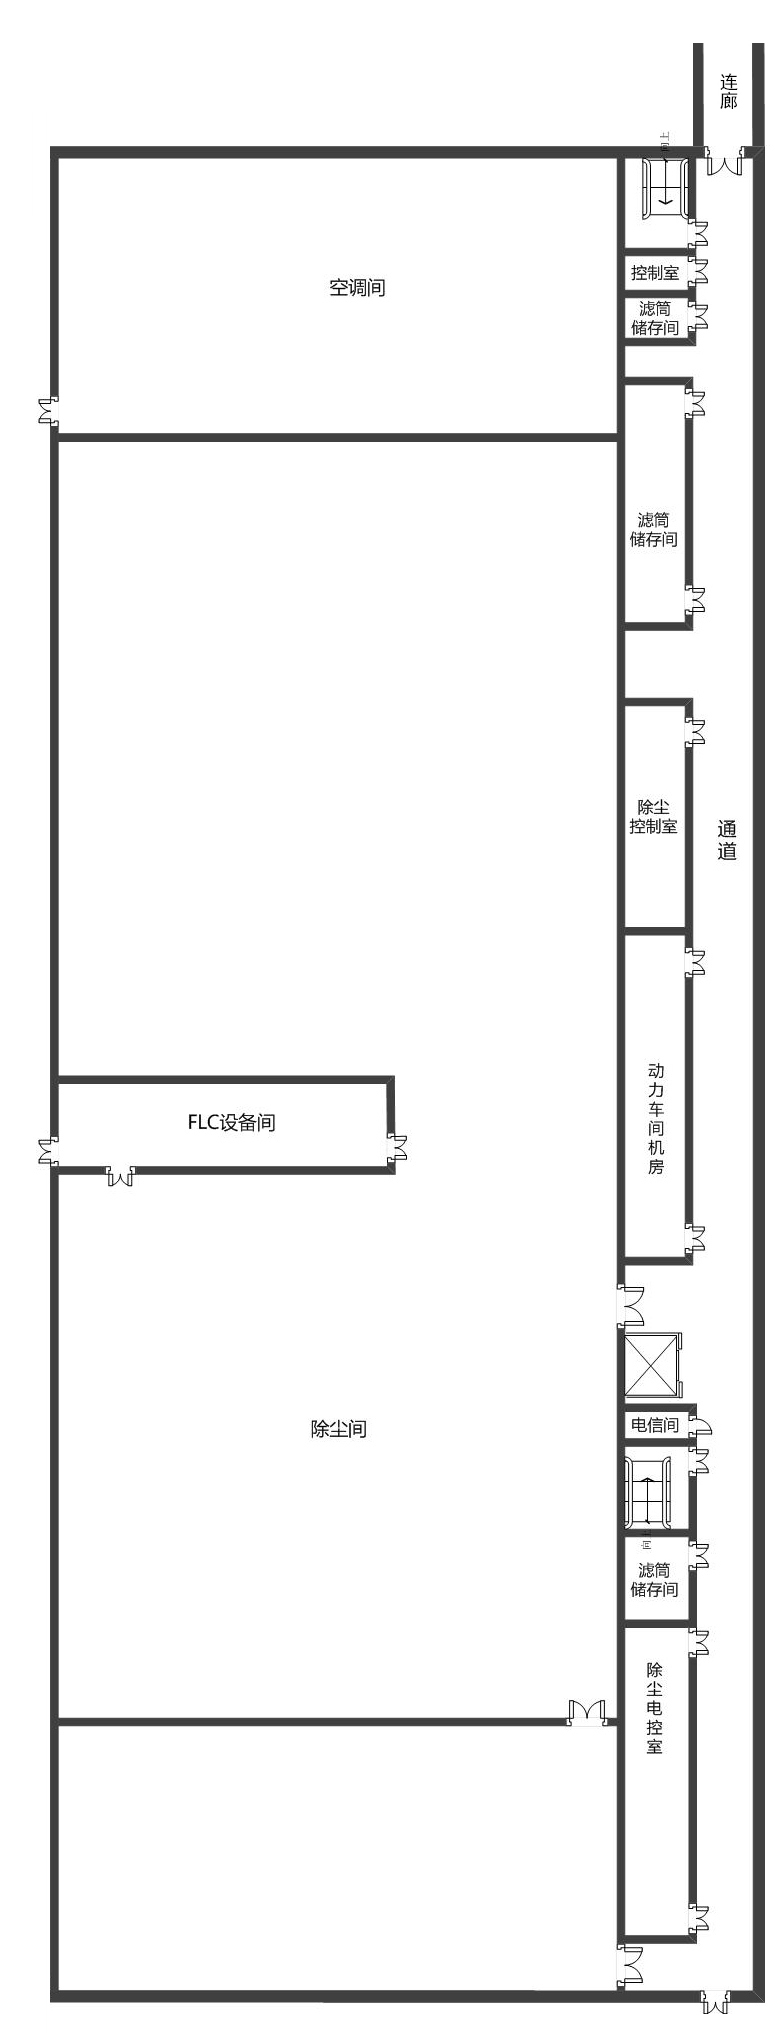 连廊
向上
空调间
控制室
滤筒
储存间
滤筒
储存间
除尘
控制室
通道
动力车间机房
FLC设备间
除尘间
电信间
向上
滤筒
储存间
除尘电控室